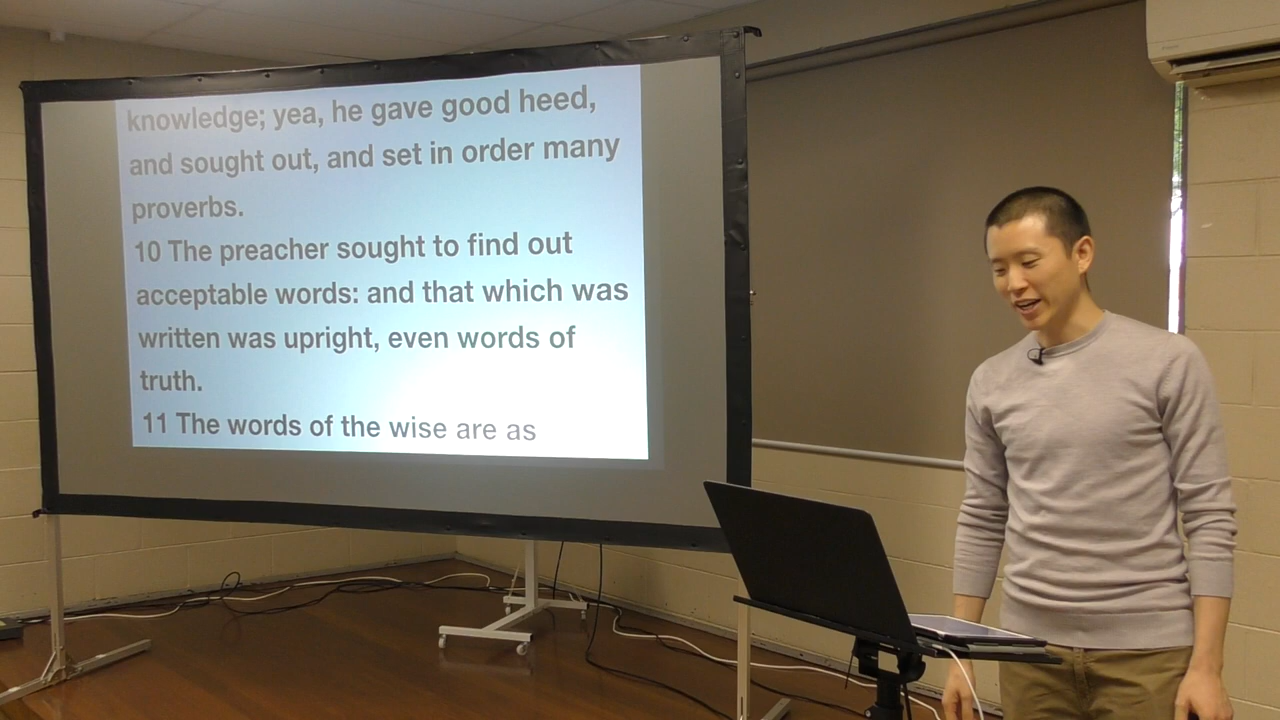 knowledge; yea, he gave good heed,
and sought out, and set in order many
proverbs.
10 The preacher sought to find out
acceptable words: and that which was
written was upright, even words of
truth.
11 The words of the wise are as